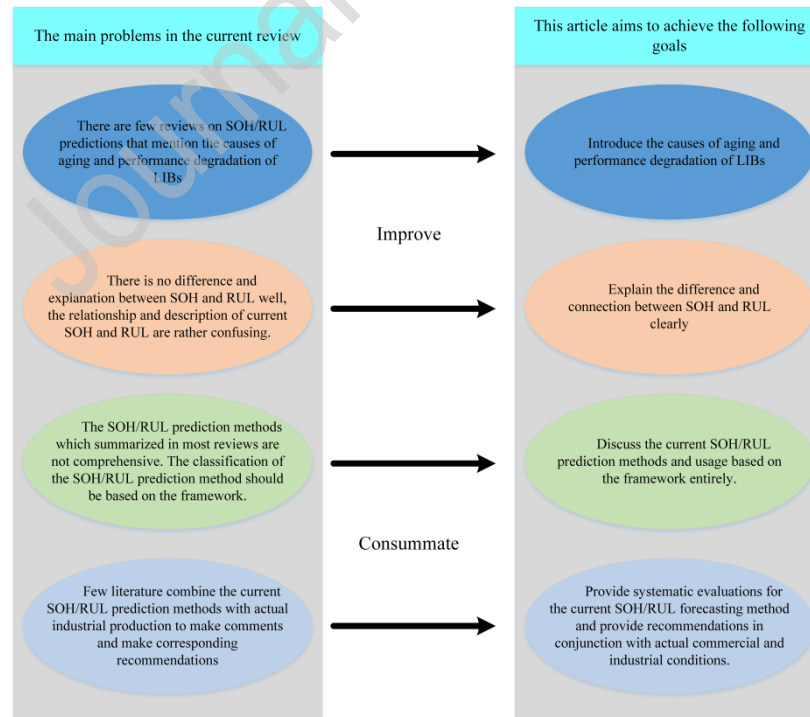 The main problems in the current review
There are few reviews on SOH/RUL
predictions that mention the causes of
aging and performance degradation of
LIBs
There is no difference and
explanation between SOH and RUL well,
the relationship and description of current
SOH and RUL are rather confusing.
The SOH/RUL prediction methods
which summarized in most reviews are
not comprehensive. The classification of
the SOH/RUL prediction method should
be based on the framework.
Few literature combine the current
SOH/RUL prediction methods with actual
industrial production to make comments
and make corresponding
recommendations
Improve
Consummate
This article aims to achieve the following
goals
Introduce the causes of aging and
performance degradation of LIBs
Explain the difference and
connection between SOH and RUL
clearly
Discuss the current SOH/RUL
prediction methods and usage based on
the framework entirely.
Provide systematic evaluations for
the current SOH/RUL forecasting method
and provide recommendations in
conjunction with actual commercial and
industrial conditions.
Journal